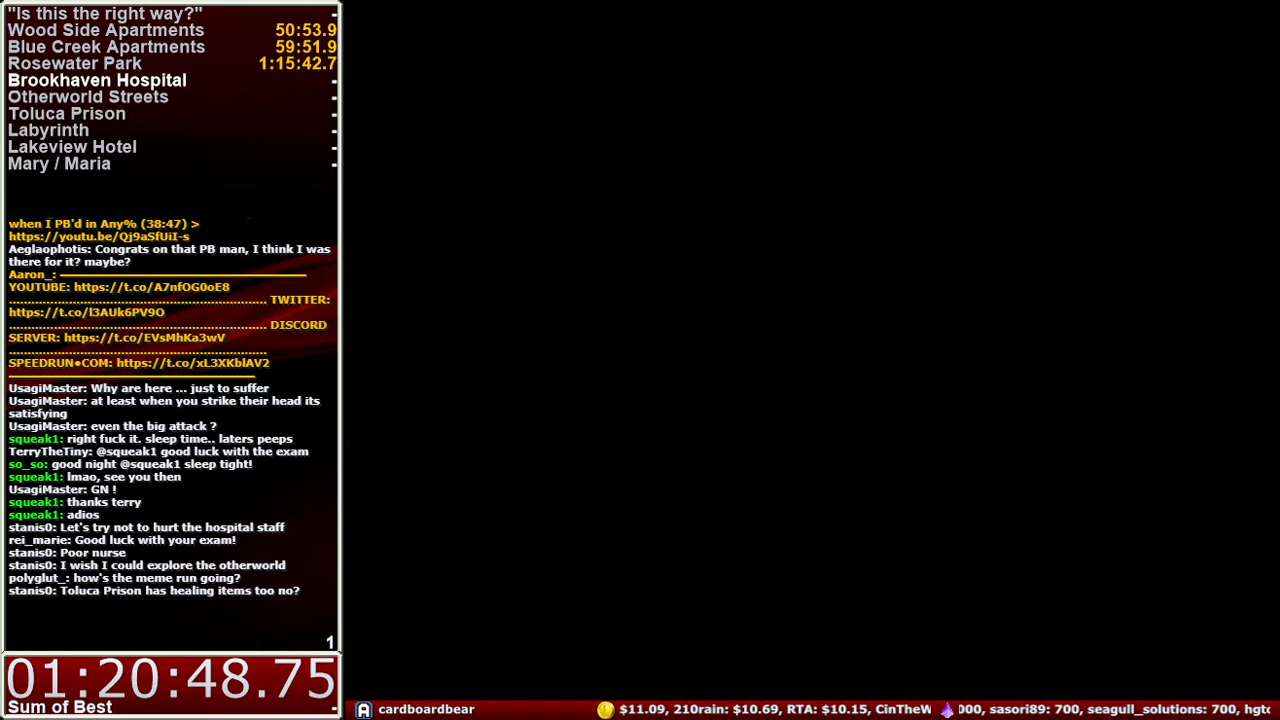 "Is this the right way?" -
Wood Side Apartments 50:53.9
Blue Creek Apartments 59:51.9
Rosewater Park 1:15:42.7
Brookhaven Hospital -
Otherworld Streets -
Toluca Prison -
Labyrinth -
Lakeview Hotel -
Mary / Maria -
when I PB'd in Any% (38:47) >
https://youtu.be/Qj9aSfUiI-s
Aeglaophotis: Congrats on that PB man, I think I was
there for it? maybe?
Aaron_: ──────────────────────
YOUTUBE: https://t.co/A7nfOG0oE8
...................................................................... TWITTER:
https://t.co/l3AUk6PV9O
...................................................................... DISCORD
SERVER: https://t.co/EVsMhKa3wV
......................................................................
SPEEDRUN●COM: https://t.co/xL3XKblAV2
──────────────────────
UsagiMaster: Why are here ... just to suffer
UsagiMaster: at least when you strike their head its
satisfying
UsagiMaster: even the big attack ?
squeak1: right fuck it. sleep time.. laters peeps
TerryTheTiny: @squeak1 good luck with the exam
so_so: good night @squeak1 sleep tight!
squeak1: lmao, see you then
UsagiMaster: GN !
squeak1: thanks terry
squeak1: adios
stanis0: Let's try not to hurt the hospital staff
rei_marie: Good luck with your exam!
stanis0: Poor nurse
stanis0: I wish I could explore the otherworld
polyglut_: how's the meme run going?
stanis0: Toluca Prison has healing items too no?
1
01:20:48.75
Sum of Best -
cardboardbear $11.09, 210rain: $10.69, RTA: $10.15, CinTheW 000, sasori89: 700, seagull_solutions: 700, hgtc